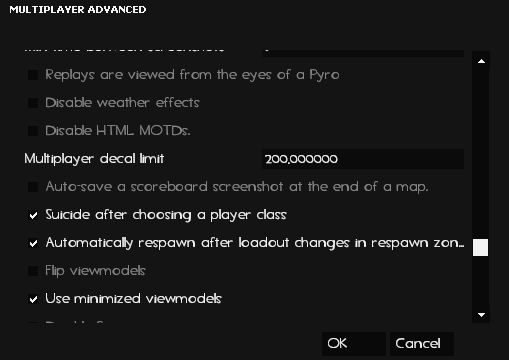 MULTIPLAYER ADVANCED
Replays are viewed from the eyes of a Pyro
Disable weather effects
Disable HTML MOTDs.
Multiplayer decal limit 200,000000
Auto-save a scoreboard screenshot at the end of a map.
Suicide after choosing a player class
Automatically respawn after loadout changes in respawn zon...
Flip viewmodels
Use minimized viewmodels
OK Cancel